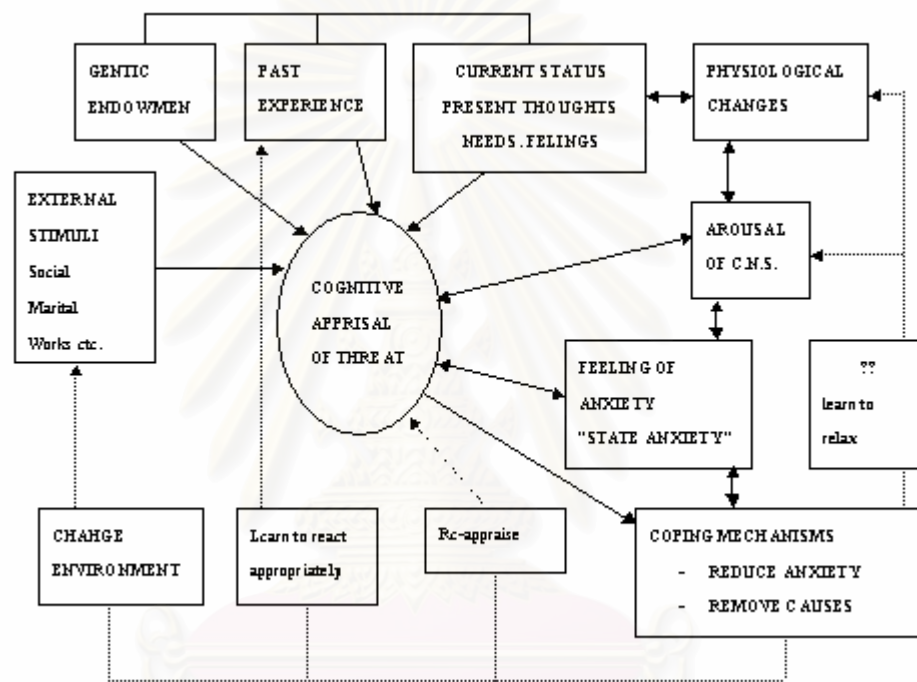 GENTIC
ENDOWMEN
PAST
EXPERIENCE
CURRENT STATUS
PRESENT THOUGHTS
NEEDS. FELINGS
PHYSIOLOGICAL
CHANGES
EXTERNAL
STIMULI
Social
Marital
Works etc.
COGNITIVE
APPRISAL
OF THREAT
AROUSAL
OF C.N.S.
FEELING OF
ANXIETY
"STATE ANXIETY"
??
learn to
relax
CHANGE
ENVIRONMENT
Learn to react
appropriately
Re-appraise
COPING MECHANISMS
- REDUCE ANXIETY
- REMOVE CAUSES